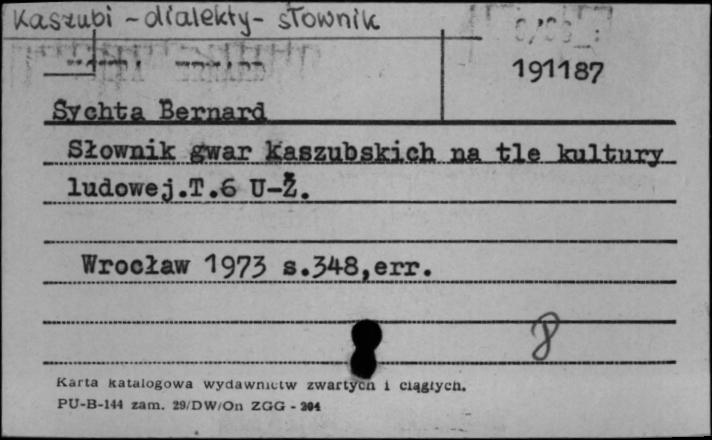 Kaszubi - dialekty - słownik
191187
Sychta Bernard
Słownik gwar kaszubskich na tle kultury
ludowej.T.6 U-Ż.
Wrocław 1973 s.348,err.
8
Karta katalogowa wydawnictw zwartych i ciągłych.
PU-B-144 zam. 29/DW/On ZGG - 204